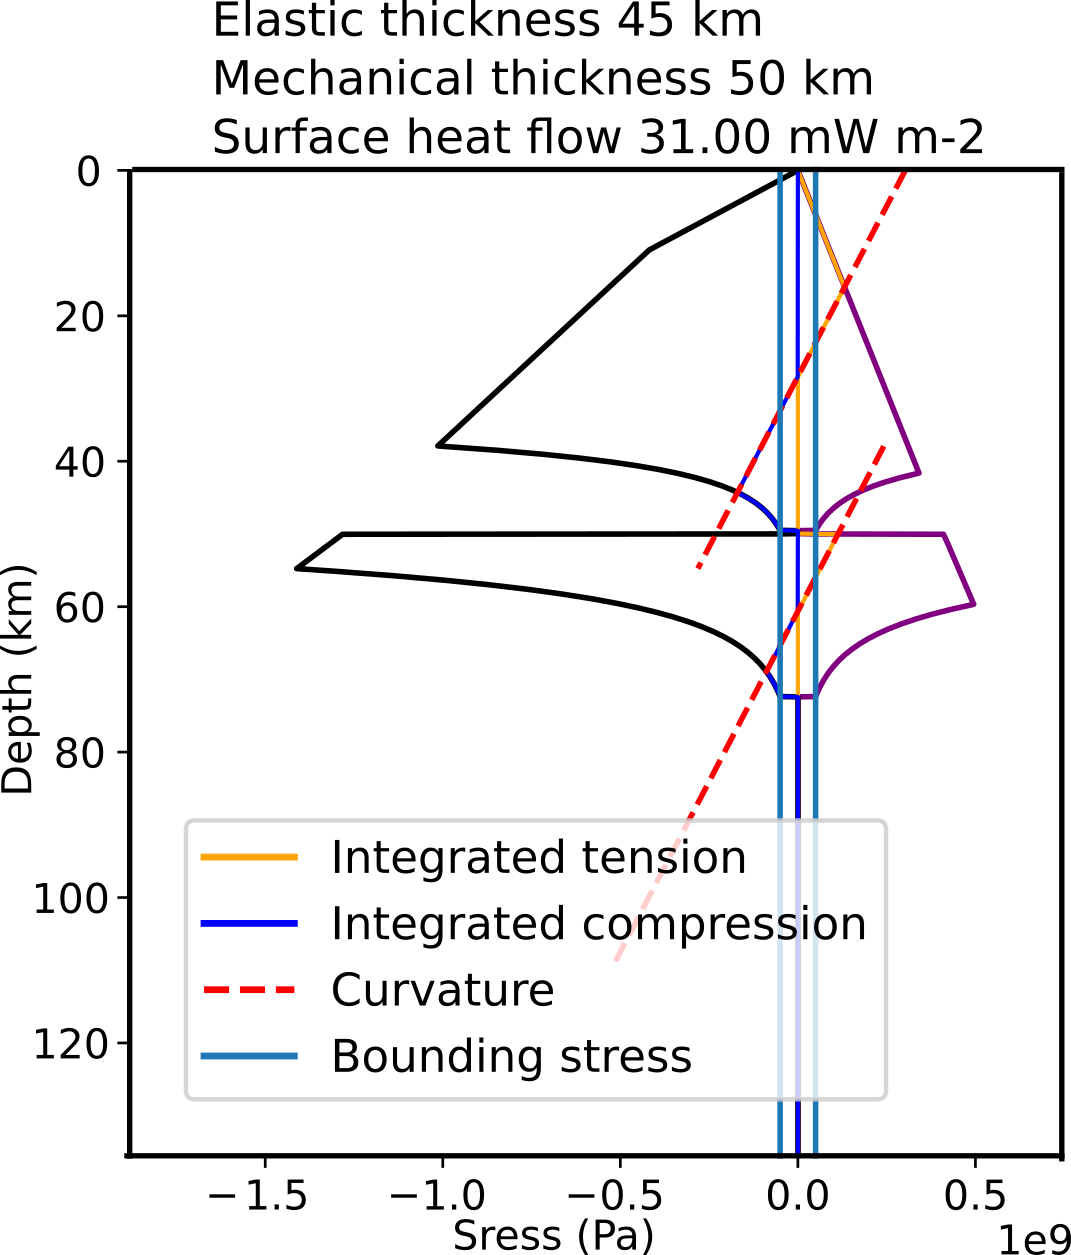 Elastic thickness 45 km
Mechanical thickness 50 km
Surface heat flow 31.00 mW m-2
0
20
40
60
80
100
120
Depth (km)
Integrated tension
Integrated compression
Curvature
Bounding stress
−1.5 −1.0 −0.5 0.0 0.5
Sress (Pa)
1e9